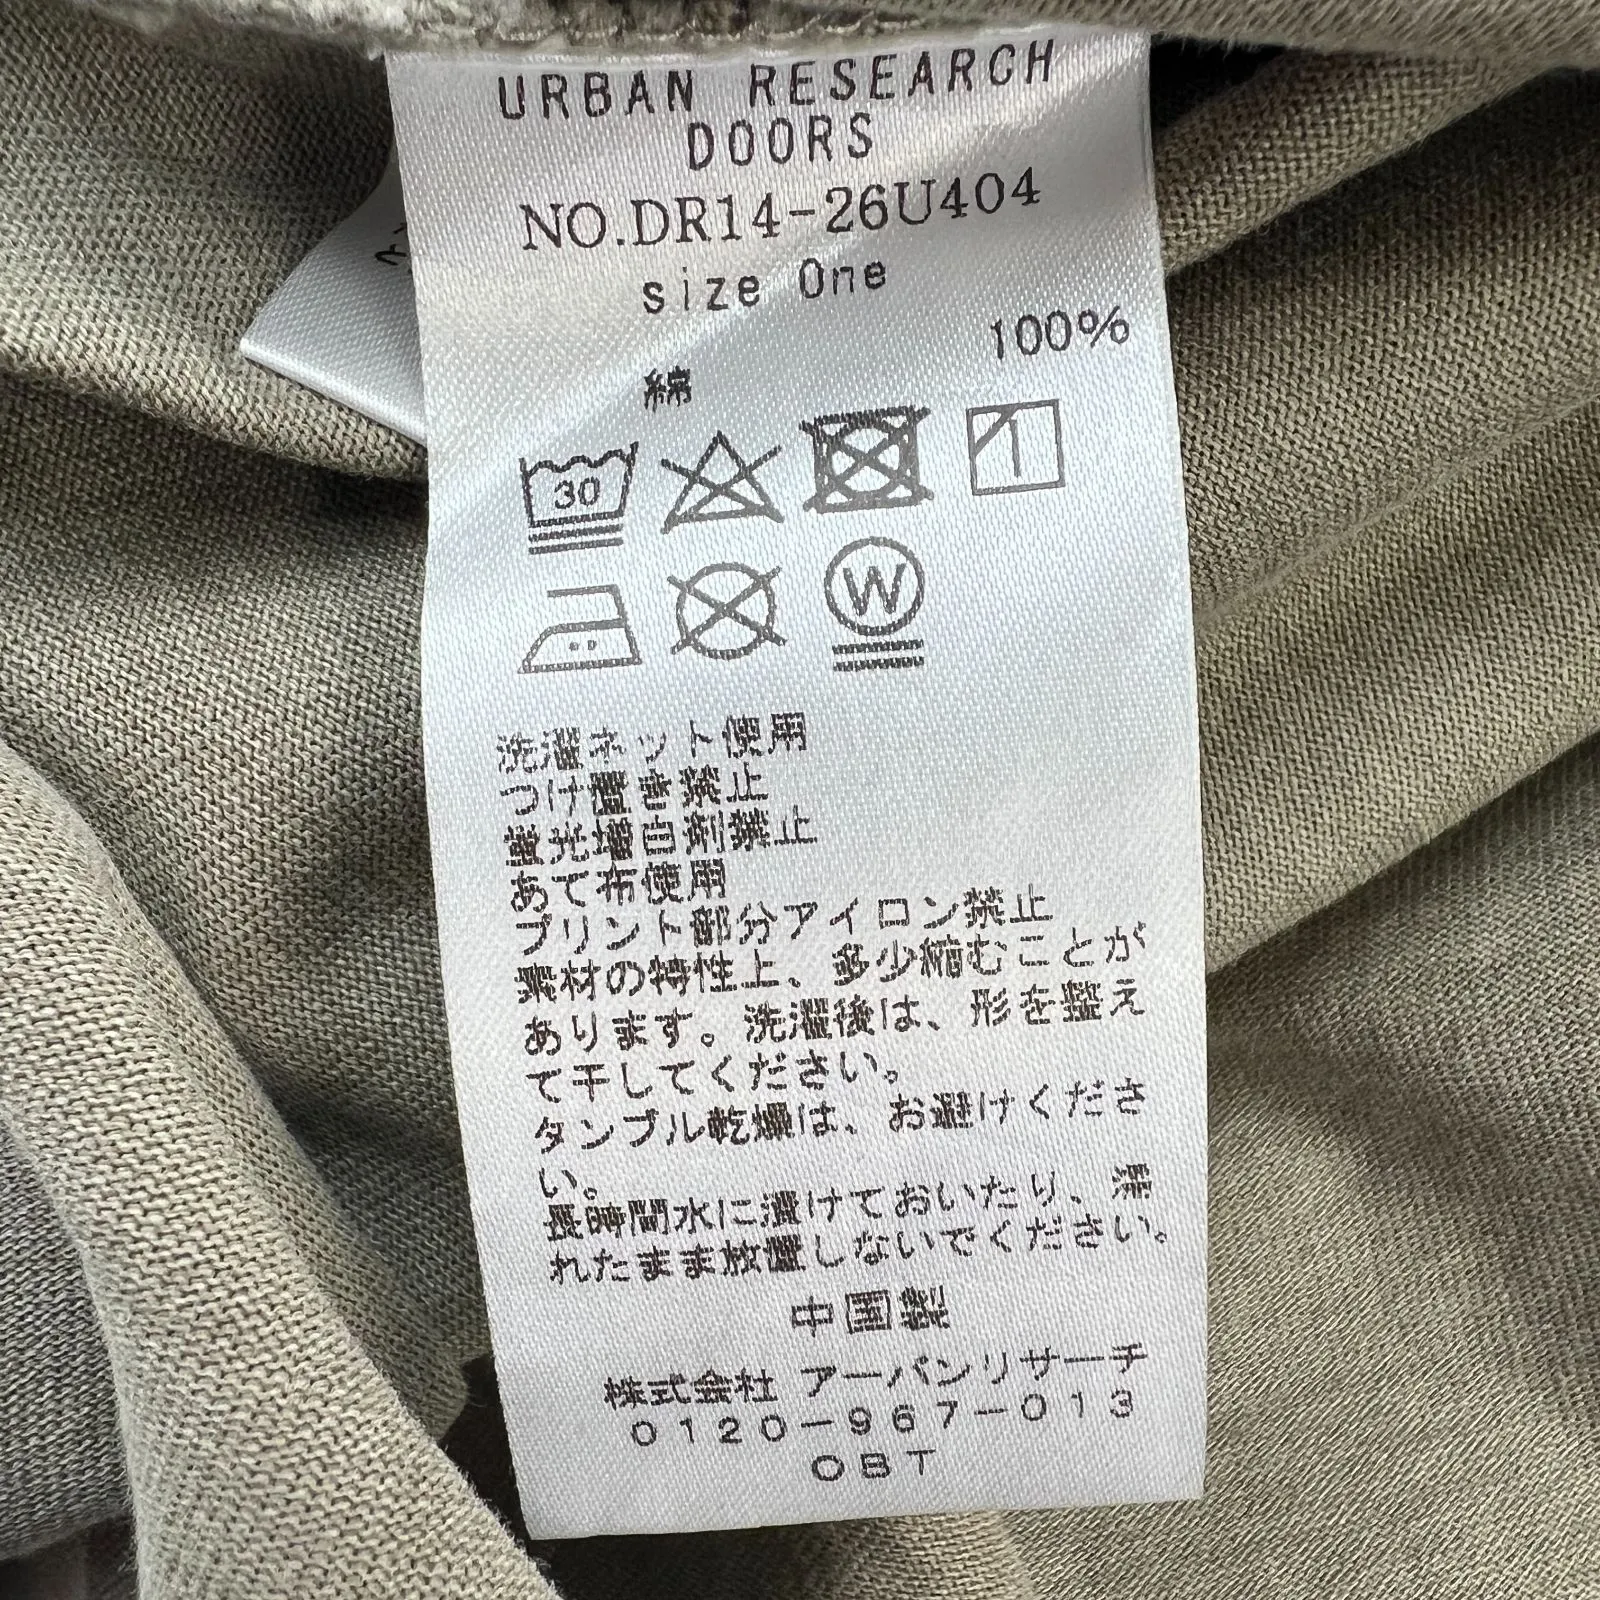 URBAN RESEARCH
DOORS
NO.DR14-26U404
size One
100%
綿
30
W
洗濯ネット使用
つけ置き禁止
蛍光増白剤禁止
あて布使用
プリント部分アイロン禁止
素材の特性上、多少縮むことが
あります。洗濯後は、形を整え
て干してください。
タンブル乾燥は、お避けくださ
い。
長時間水に漬けておいたり、濡
れたまま放置しないでください。
中国製
株式会社 アーバンリサーチ
0120-967-013
OBT